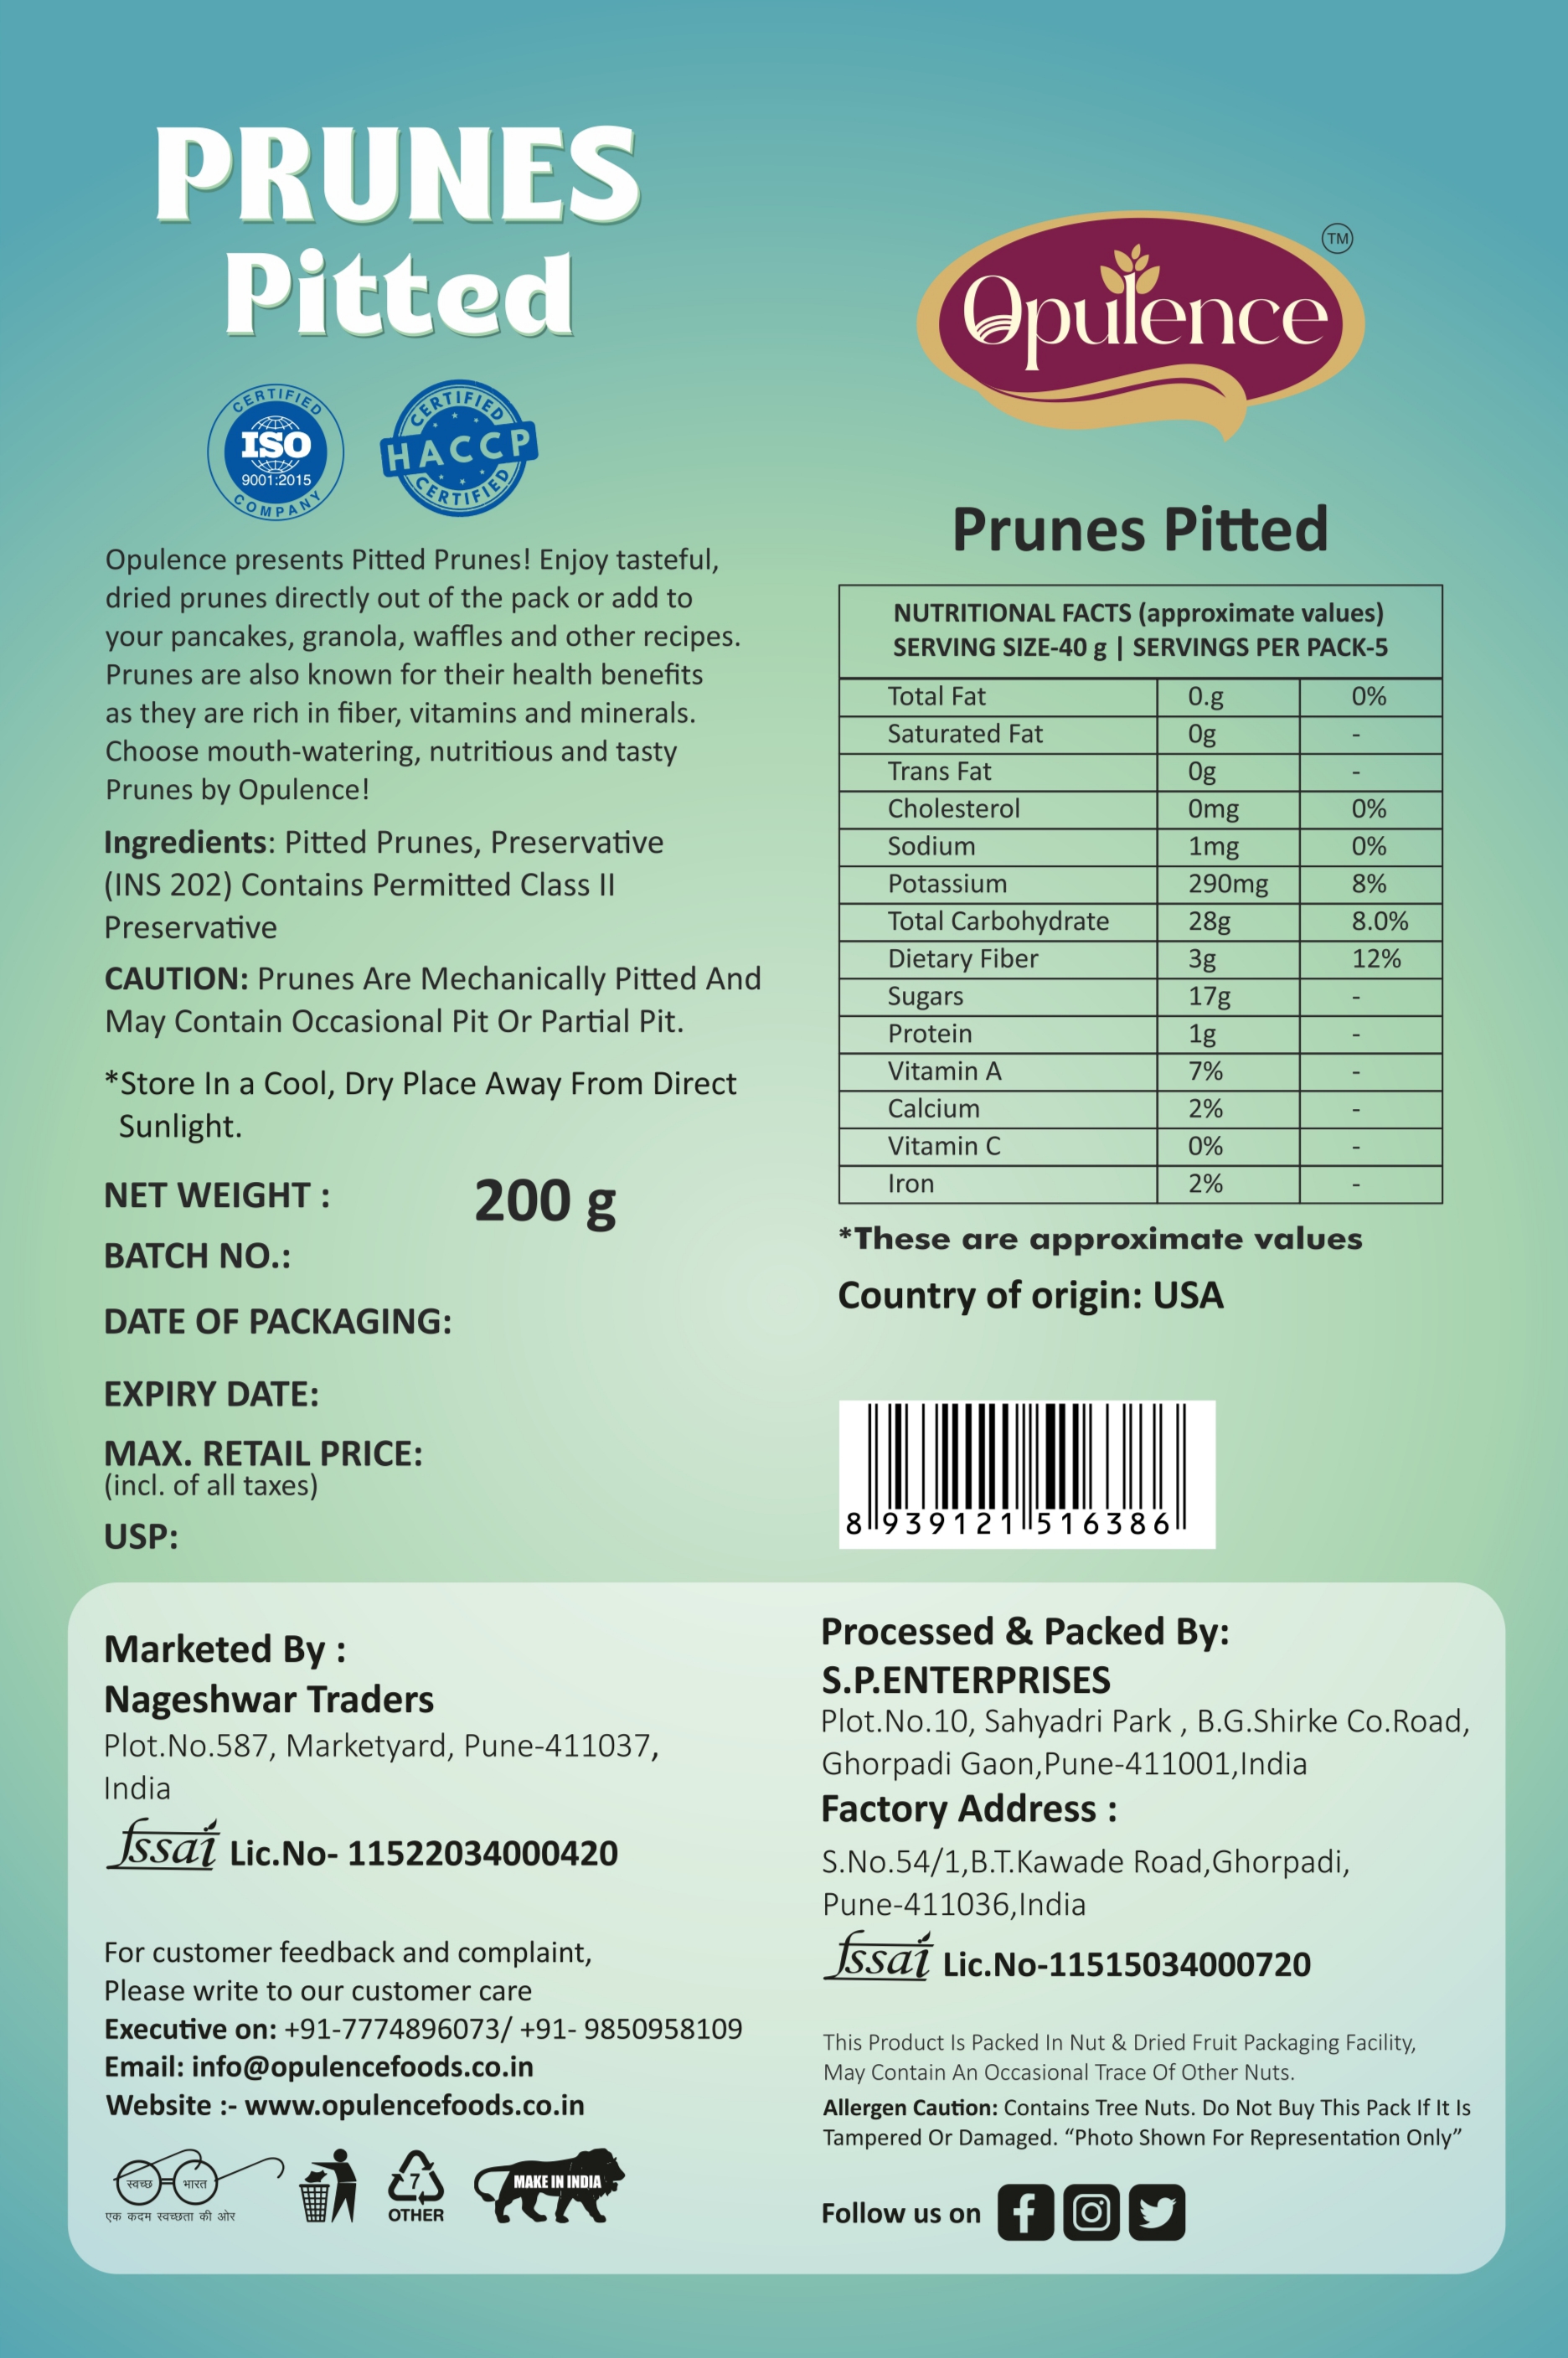 PRUNES
Pitted
CERTIFIED
ISO
9001:2015
COMPANY
CERTIFIED
HACCP
CERTIFIED
Opulence presents Pitted Prunes! Enjoy tasteful,
dried prunes directly out of the pack or add to
your pancakes, granola, waffles and other recipes.
Prunes are also known for their health benefits
as they are rich in fiber, vitamins and minerals.
Choose mouth-watering, nutritious and tasty
Prunes by Opulence!
Ingredients: Pitted Prunes, Preservative
(INS 202) Contains Permitted Class II
Preservative
CAUTION: Prunes Are Mechanically Pitted And
May Contain Occasional Pit Or Partial Pit.
*Store In a Cool, Dry Place Away From Direct
Sunlight.
NET WEIGHT : 200 g
BATCH NO.:
DATE OF PACKAGING:
EXPIRY DATE:
MAX. RETAIL PRICE:
(incl. of all taxes)
USP:
Opulence
TM
Prunes Pitted
NUTRITIONAL FACTS (approximate values)
SERVING SIZE-40 g | SERVINGS PER PACK-5
Total Fat 0.g 0%
Saturated Fat 0g -
Trans Fat 0g -
Cholesterol 0mg 0%
Sodium 1mg 0%
Potassium 290mg 8%
Total Carbohydrate 28g 8.0%
Dietary Fiber 3g 12%
Sugars 17g -
Protein 1g -
Vitamin A 7% -
Calcium 2% -
Vitamin C 0% -
Iron 2% -
*These are approximate values
Country of origin: USA
8 939121 516386
Marketed By :
Nageshwar Traders
Plot.No.587, Marketyard, Pune-411037,
India
fssai Lic.No- 11522034000420
For customer feedback and complaint,
Please write to our customer care
Executive on: +91-7774896073/ +91- 9850958109
Email: info@opulencefoods.co.in
Website :- www.opulencefoods.co.in
स्वच्छ भारत
एक कदम स्वच्छता की ओर
7
OTHER
MAKE IN INDIA
Processed & Packed By:
S.P.ENTERPRISES
Plot.No.10, Sahyadri Park , B.G.Shirke Co.Road,
Ghorpadi Gaon,Pune-411001,India
Factory Address :
S.No.54/1,B.T.Kawade Road,Ghorpadi,
Pune-411036,India
fssai Lic.No-11515034000720
This Product Is Packed In Nut & Dried Fruit Packaging Facility,
May Contain An Occasional Trace Of Other Nuts.
Allergen Caution: Contains Tree Nuts. Do Not Buy This Pack If It Is
Tampered Or Damaged. “Photo Shown For Representation Only”
Follow us on